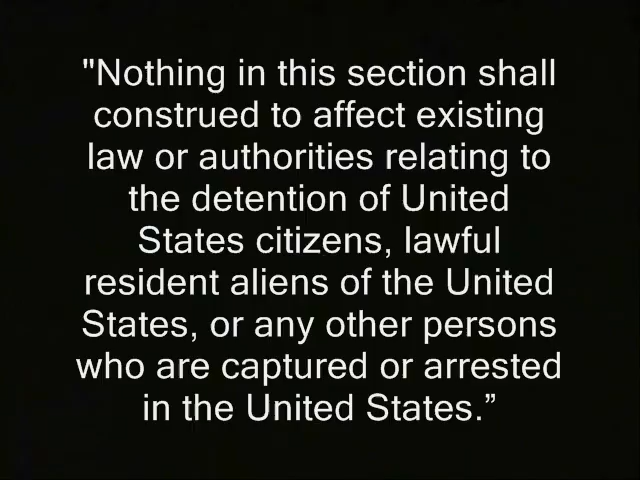 "Nothing in this section shall
construed to affect existing
law or authorities relating to
the detention of United
States citizens, lawful
resident aliens of the United
States, or any other persons
who are captured or arrested
in the United States.”